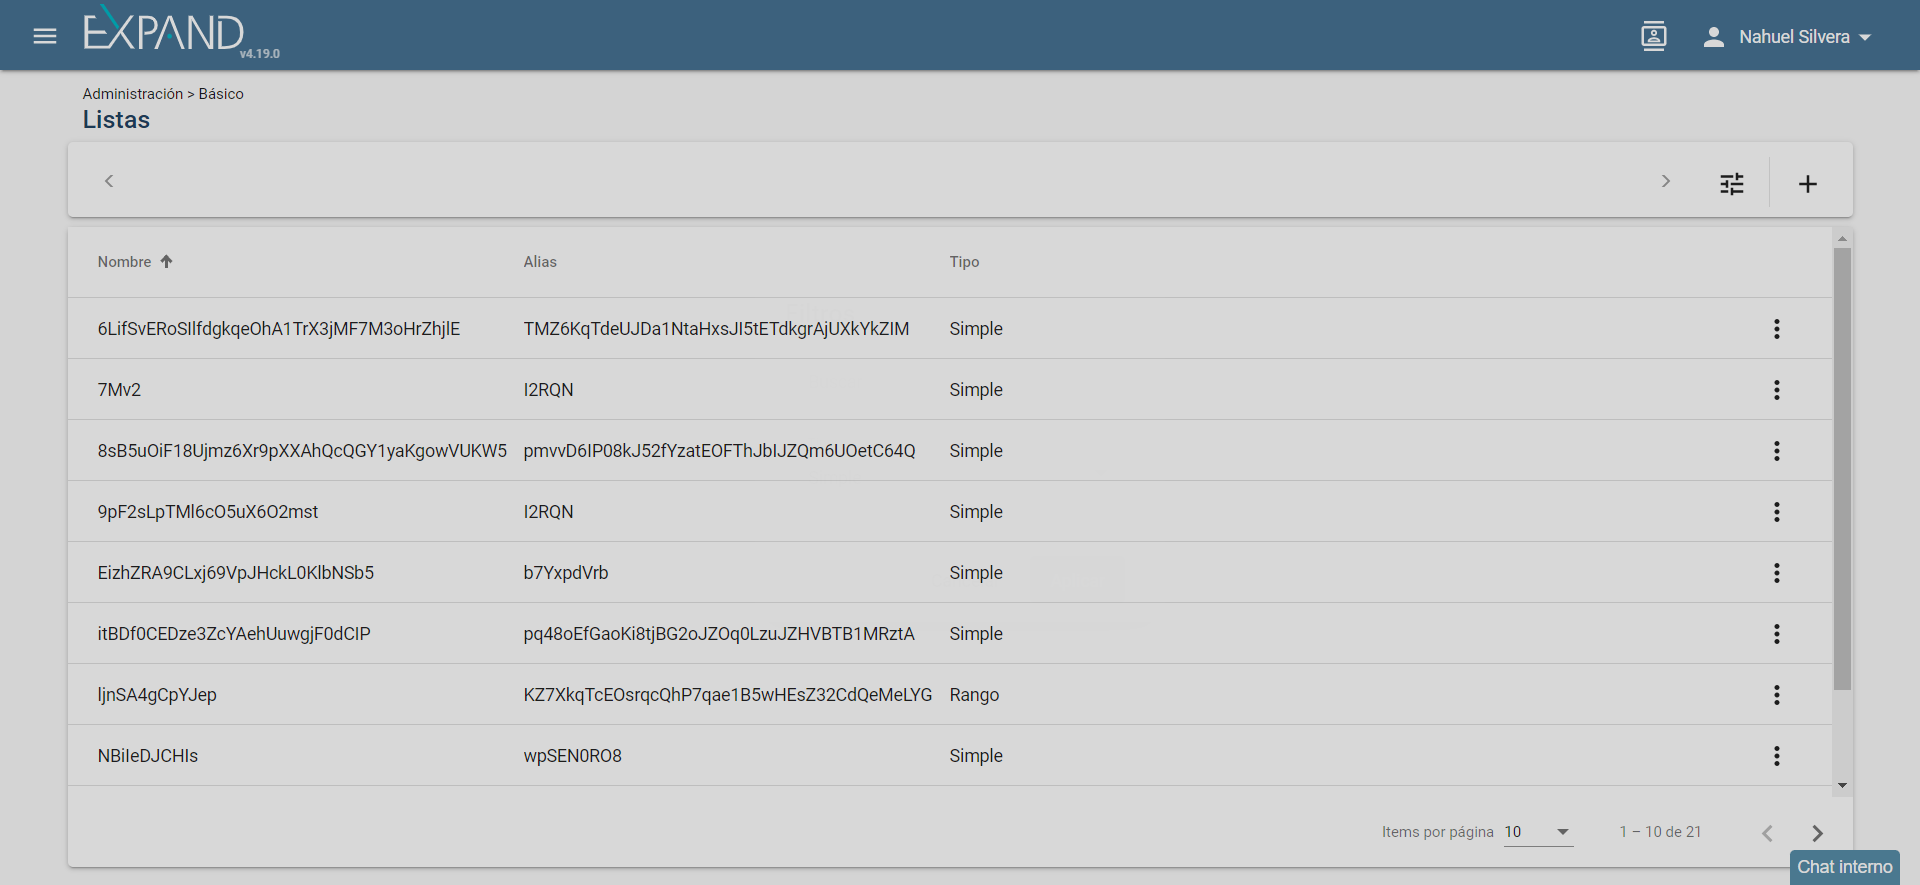 EXPAND
v4.19.0
Nahuel Silvera
Administración > Básico
Listas
Nombre Alias Tipo
6LifSvERoSIlfdgkqeOhA1TrX3jMF7M3oHrZhjlE TMZ6KqTdeUJDa1NtaHxsJI5tETdkgrAjUXkYkZIM Simple
7Mv2 I2RQN Simple
8sB5uOiF18Ujmz6Xr9pXXAhQcQGY1yaKgowVUKW5 pmvvD6IP08kJ52fYzatEOFThJbIJZQm6UOetC64Q Simple
9pF2sLpTMl6cO5uX6O2mst I2RQN Simple
EizhZRA9CLxj69VpJHckL0KlbNSb5 b7YxpdVrb Simple
itBDf0CEDze3ZcYAehUuwgjF0dCIP pq48oEfGaoKi8tjBG2oJZOq0LzuJZHVBTB1MRztA Simple
ljnSA4gCpYJep KZ7XkqTcEOsrqcQhP7qae1B5wHEsZ32CdQeMeLYG Rango
NBiIeDJCHIs wpSEN0RO8 Simple
Items por página 10 1 – 10 de 21
Chat interno